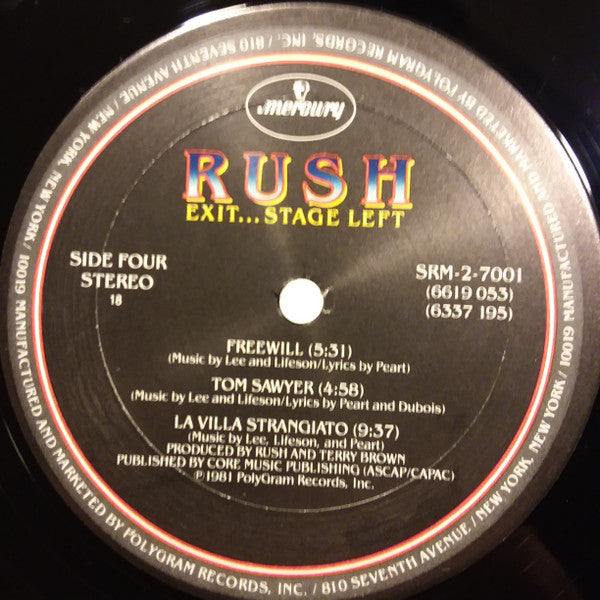 mercury
RUSH
EXIT...STAGE LEFT
SIDE FOUR
STEREO
18
SRM-2-7001
(6619 053)
(6337 195)
FREEWILL (5:31)
(Music by Lee and Lifeson/Lyrics by Peart)
TOM SAWYER (4:58)
(Music by Lee and Lifeson/Lyrics by Peart and Dubois)
LA VILLA STRANGIATO (9:37)
(Music by Lee, Lifeson, and Peart)
PRODUCED BY RUSH AND TERRY BROWN
PUBLISHED BY CORE MUSIC PUBLISHING (ASCAP/CAPAC)
℗ 1981 PolyGram Records, Inc.
MANUFACTURED AND MARKETED BY POLYGRAM RECORDS, INC. / 810 SEVENTH AVENUE / NEW YORK, NEW YORK / 10019
MANUFACTURED AND MARKETED BY POLYGRAM RECORDS, INC. / 810 SEVENTH AVENUE / NEW YORK, NEW YORK / 10019